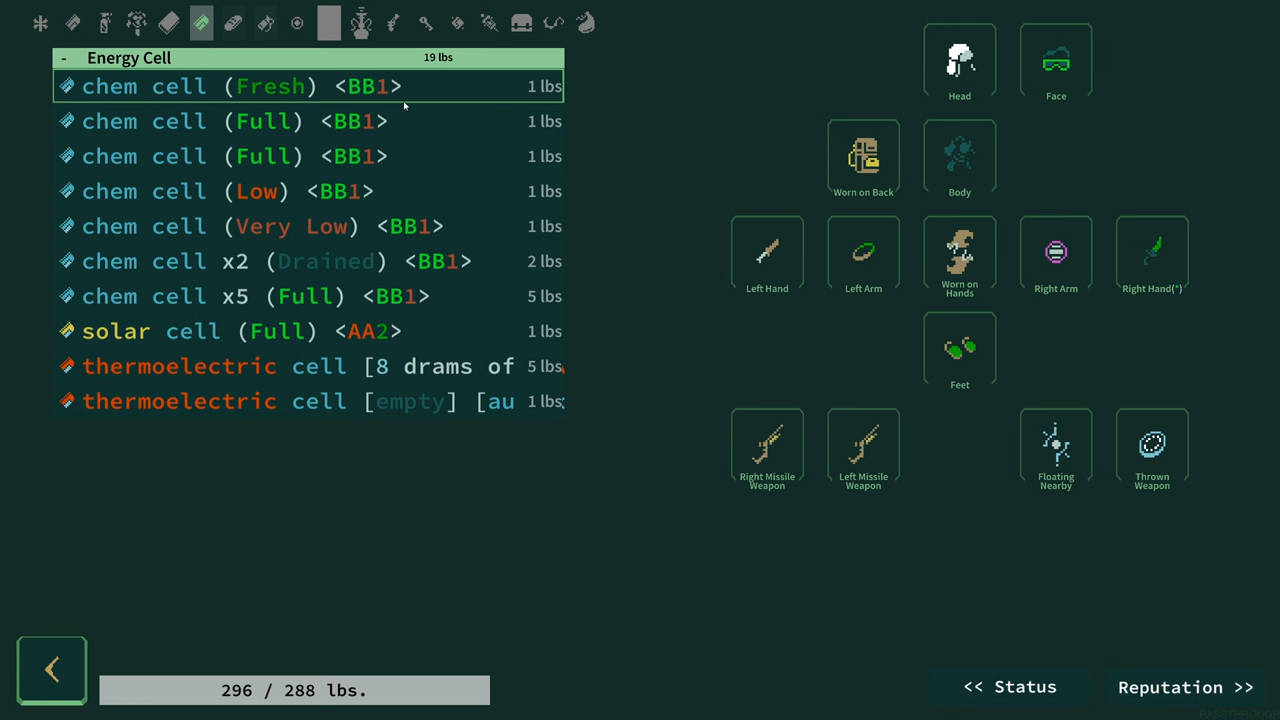 - Energy Cell 19 lbs
chem cell (Fresh) <BB1> 1 lbs
chem cell (Full) <BB1> 1 lbs
chem cell (Full) <BB1> 1 lbs
chem cell (Low) <BB1> 1 lbs
chem cell (Very Low) <BB1> 1 lbs
chem cell x2 (Drained) <BB1> 2 lbs
chem cell x5 (Full) <BB1> 5 lbs
solar cell (Full) <AA2> 1 lbs
thermoelectric cell [8 drams of 5 lbs
thermoelectric cell [empty] [au 1 lbs
Head
Face
Worn on Back
Body
Left Hand
Left Arm
Worn on
Hands
Right Arm
Right Hand(*)
Feet
Right Missile
Weapon
Left Missile
Weapon
Floating
Nearby
Thrown
Weapon
296 / 288 lbs.
<< Status
Reputation >>